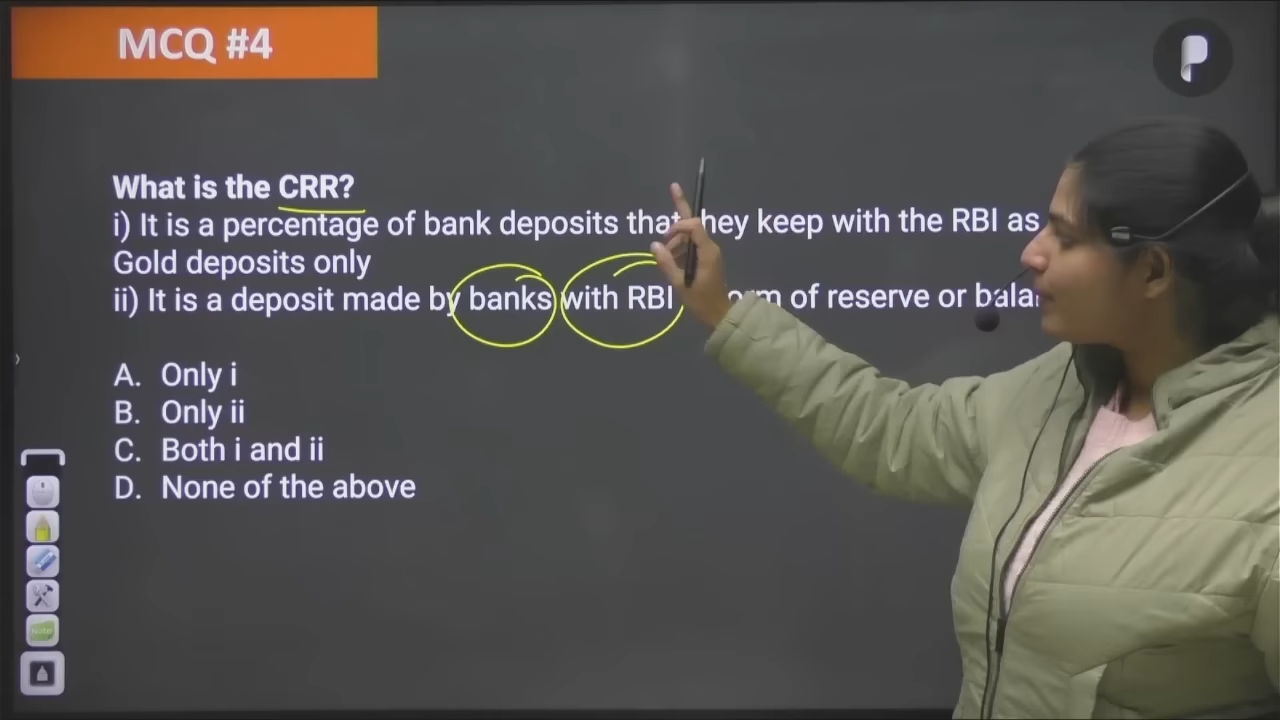 MCQ #4
What is the CRR?
i) It is a percentage of bank deposits that they keep with the RBI as
Gold deposits only
ii) It is a deposit made by banks with RBI of reserve or
A. Only i
B. Only ii
C. Both i and ii
D. None of the above
Note